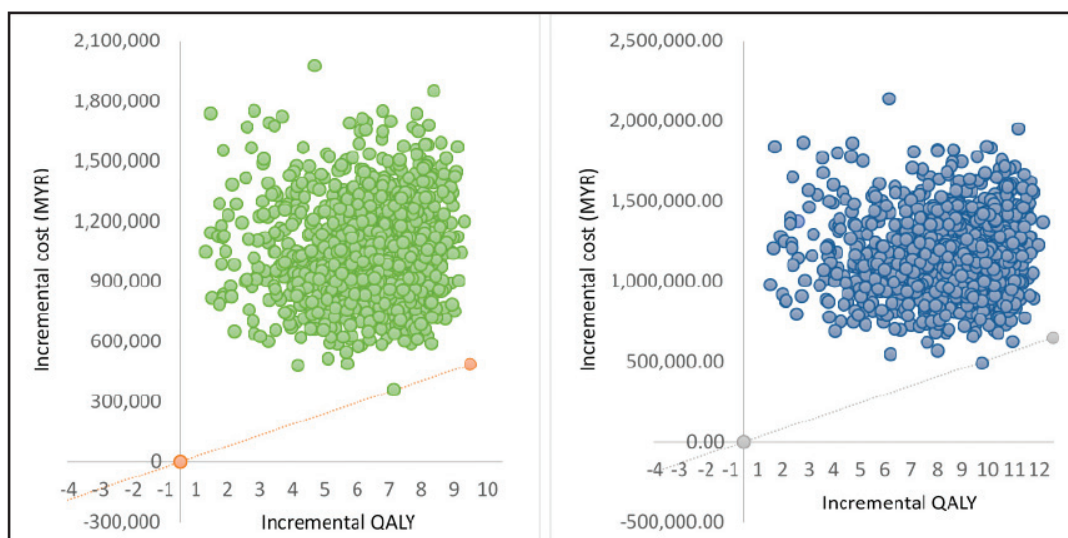 2,100,000
1,800,000
1,500,000
1,200,000
900,000
600,000
300,000
0
-300,000
Incremental cost (MYR)
-4 -3 -2 -1 1 2 3 4 5 6 7 8 9 10
Incremental QALY
2,500,000.00
2,000,000.00
1,500,000.00
1,000,000.00
500,000.00
0.00
-500,000.00
Incremental cost (MYR)
-4 -3 -2 -1 1 2 3 4 5 6 7 8 9 10 11 12
Incremental QALY